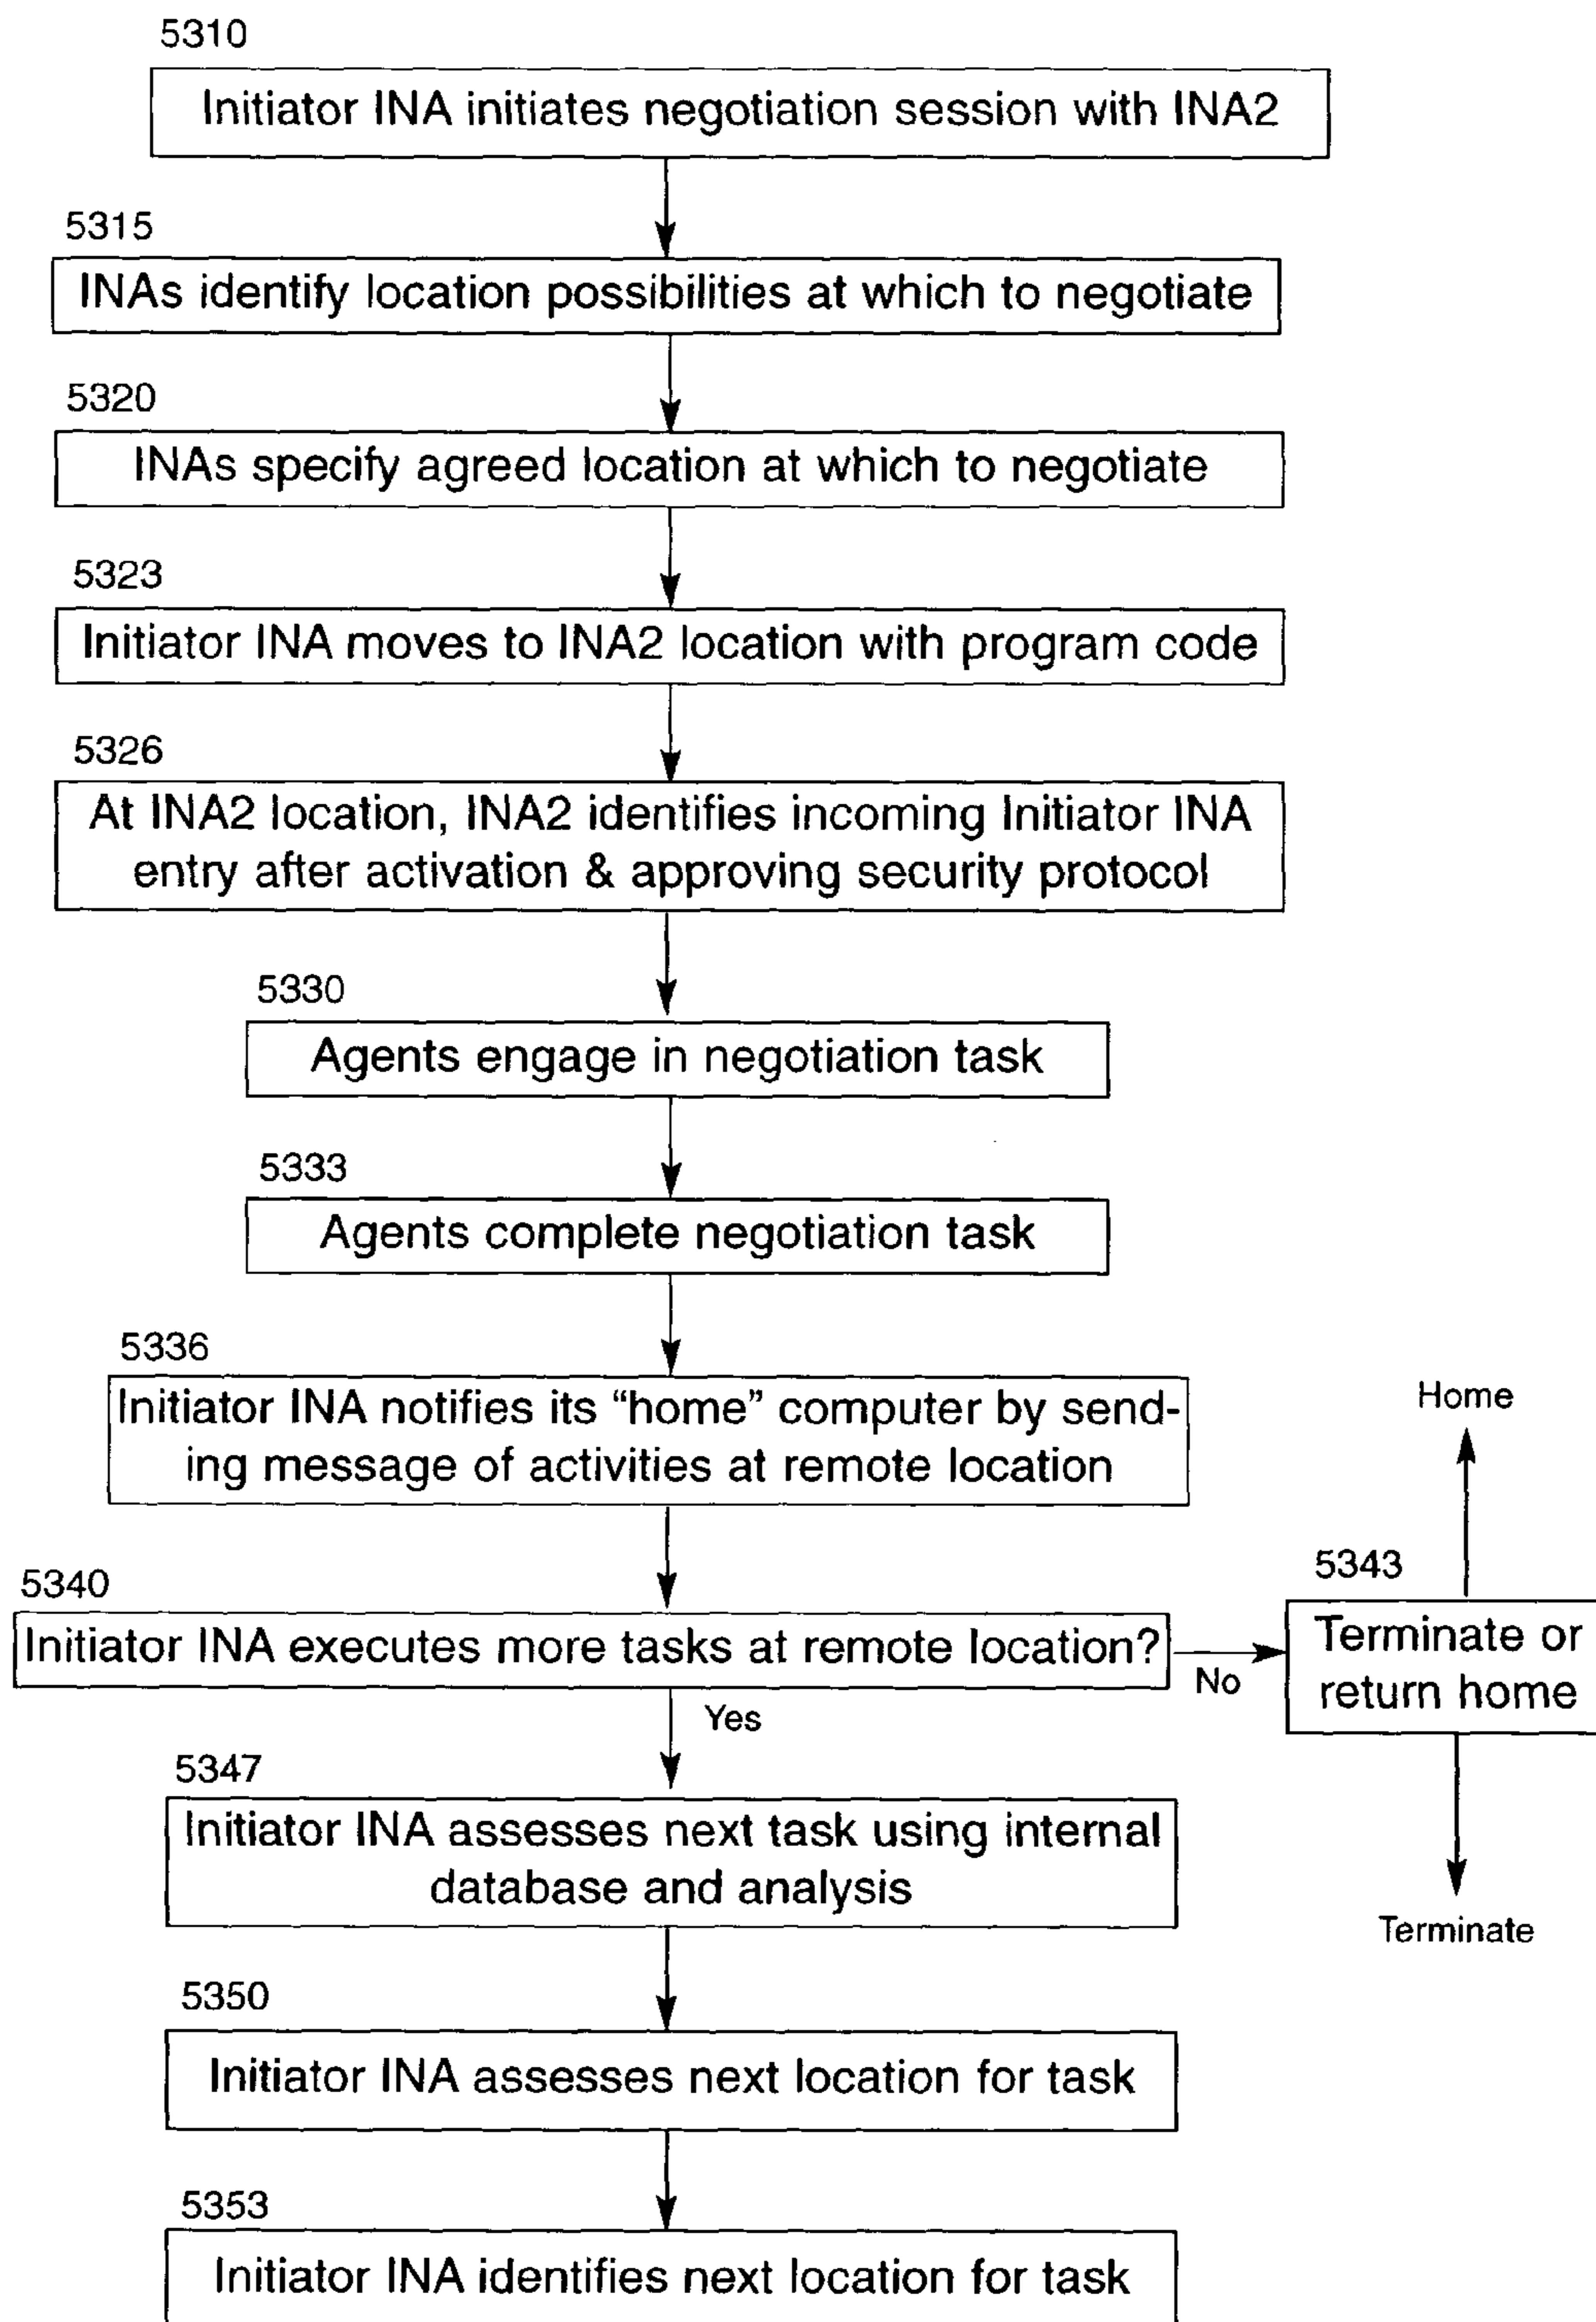 5310
Initiator INA initiates negotiation session with INA2
5315
INAs identify location possibilities at which to negotiate
5320
INAs specify agreed location at which to negotiate
5323
Initiator INA moves to INA2 location with program code
5326
At INA2 location, INA2 identifies incoming Initiator INA
entry after activation & approving security protocol
5330
Agents engage in negotiation task
5333
Agents complete negotiation task
5336
Initiator INA notifies its “home” computer by send-
ing message of activities at remote location
Home
5340
Initiator INA executes more tasks at remote location?
No
5343
Terminate or
return home
Yes
Terminate
5347
Initiator INA assesses next task using internal
database and analysis
5350
Initiator INA assesses next location for task
5353
Initiator INA identifies next location for task